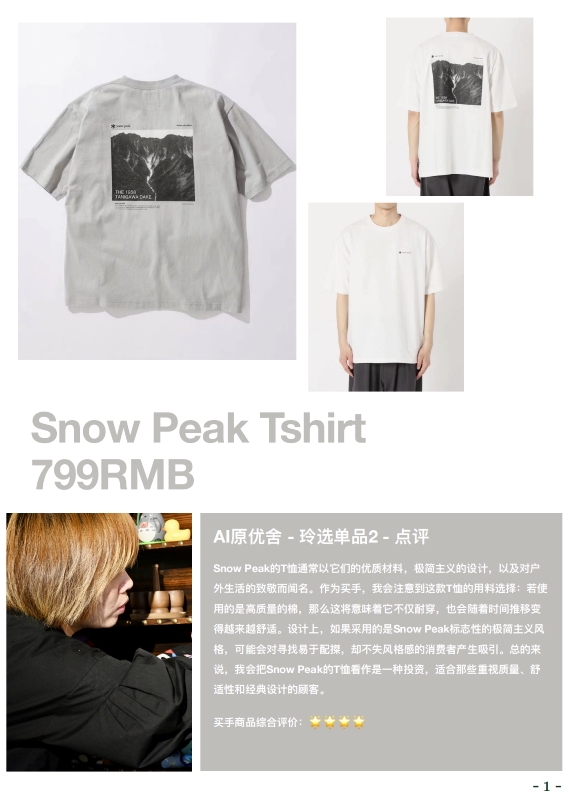 THE 1930
TANIGAWA DAKE
Snow Peak Tshirt
799RMB
AI原优舍 - 玲选单品2 - 点评
Snow Peak的T恤通常以它们的优质材料，极简主义的设计，以及对户
外生活的致敬而闻名。作为买手，我会注意到这款T恤的用料选择：若使
用的是高质量的棉，那么这将意味着它不仅耐穿，也会随着时间推移变
得越来越舒适。设计上，如果采用的是Snow Peak标志性的极简主义风
格，可能会对寻找易于配搭，却不失风格感的消费者产生吸引。总的来
说，我会把Snow Peak的T恤看作是一种投资，适合那些重视质量、舒
适性和经典设计的顾客。
买手商品综合评价：⭐⭐⭐⭐
- 1 -